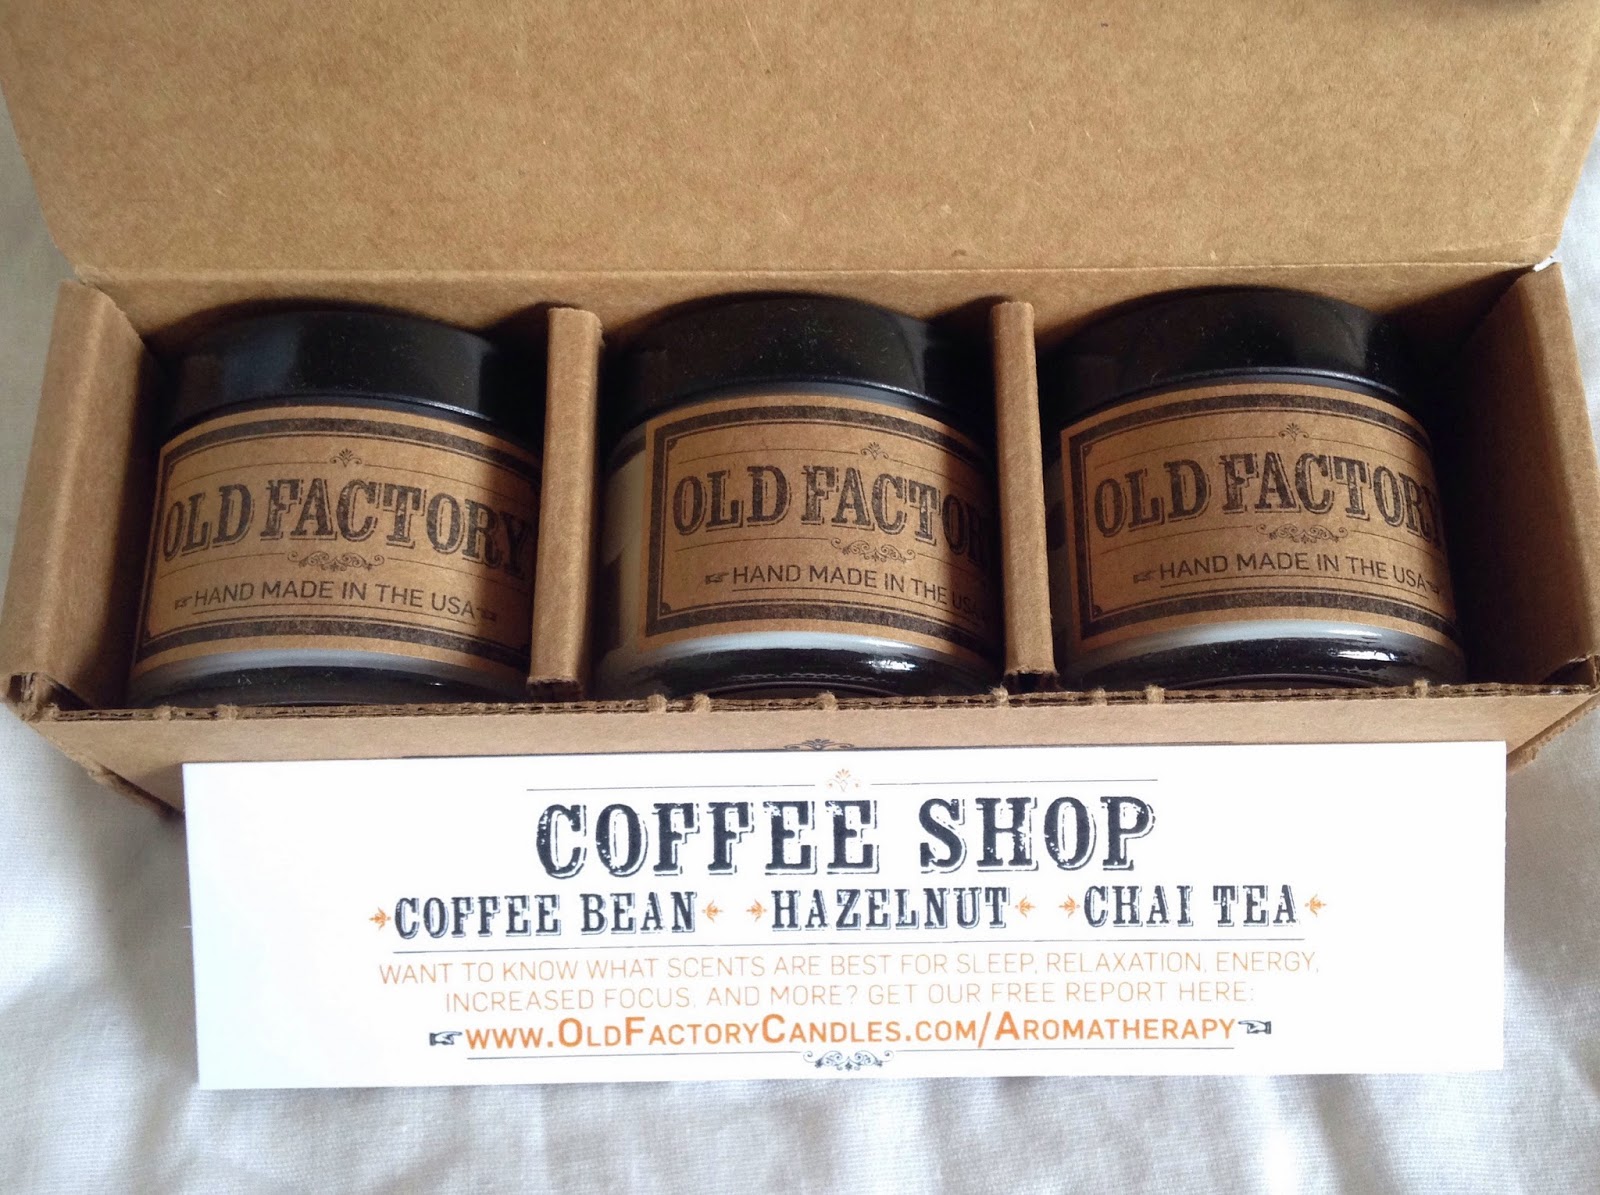 OLD FACTORY
HAND MADE IN THE USA
OLD FACTORY
HAND MADE IN THE USA
OLD FACTORY
HAND MADE IN THE USA
COFFEE SHOP
COFFEE BEAN HAZELNUT CHAI TEA
WANT TO KNOW WHAT SCENTS ARE BEST FOR SLEEP, RELAXATION, ENERGY,
INCREASED FOCUS, AND MORE? GET OUR FREE REPORT HERE:
WWW.OLDFACTORYCANDLES.COM/AROMATHERAPY